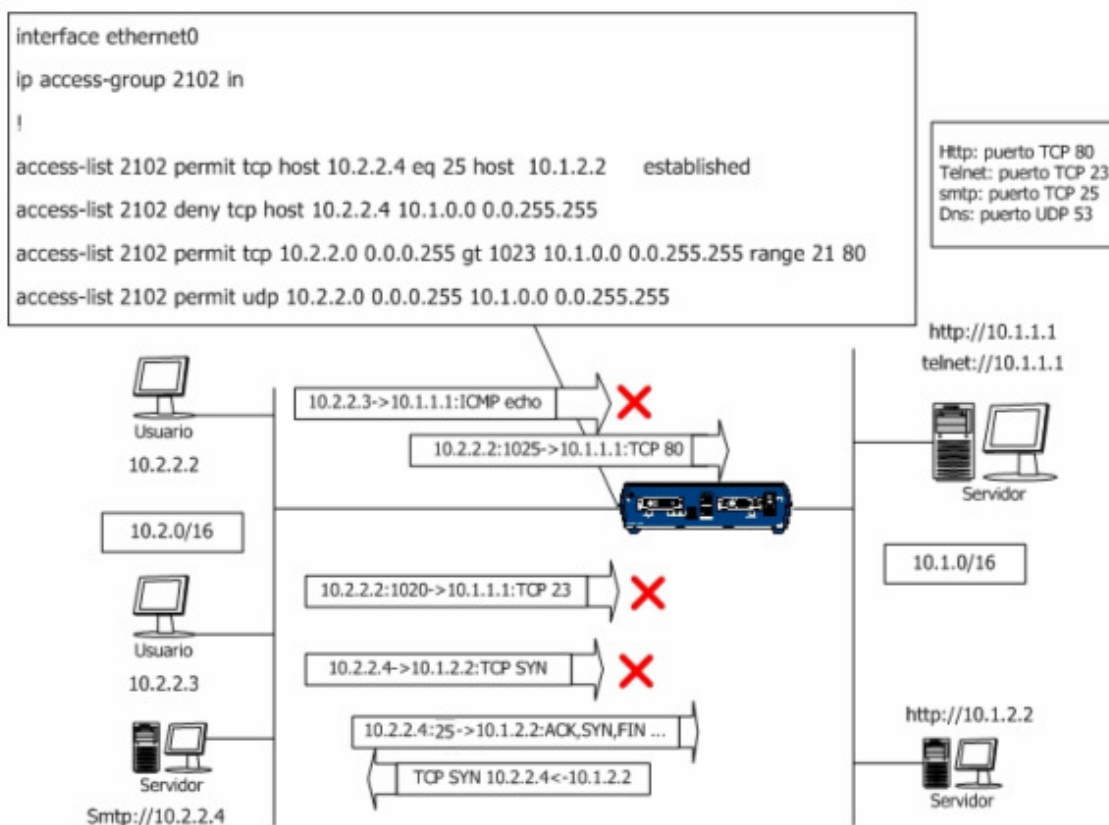 interface ethernet0
ip access-group 2102 in
!
access-list 2102 permit tcp host 10.2.2.4 eq 25 host 10.1.2.2 established
access-list 2102 deny tcp host 10.2.2.4 10.1.0.0 0.0.255.255
access-list 2102 permit tcp 10.2.2.0 0.0.0.255 gt 1023 10.1.0.0 0.0.255.255 range 21 80
access-list 2102 permit udp 10.2.2.0 0.0.0.255 10.1.0.0 0.0.255.255
Http: puerto TCP 80
Telnet: puerto TCP 23
smtp: puerto TCP 25
Dns: puerto UDP 53
http://10.1.1.1
telnet://10.1.1.1
Servidor
Usuario
10.2.2.2
10.2.2.3->10.1.1.1:ICMP echo
10.2.2.2:1025->10.1.1.1:TCP 80
10.2.0/16
10.1.0/16
10.2.2.2:1020->10.1.1.1:TCP 23
Usuario
10.2.2.3
10.2.2.4->10.1.2.2:TCP SYN
10.2.2.4:25->10.1.2.2:ACK,SYN,FIN ...
TCP SYN 10.2.2.4<-10.1.2.2
Servidor
Smtp://10.2.2.4
http://10.1.2.2
Servidor